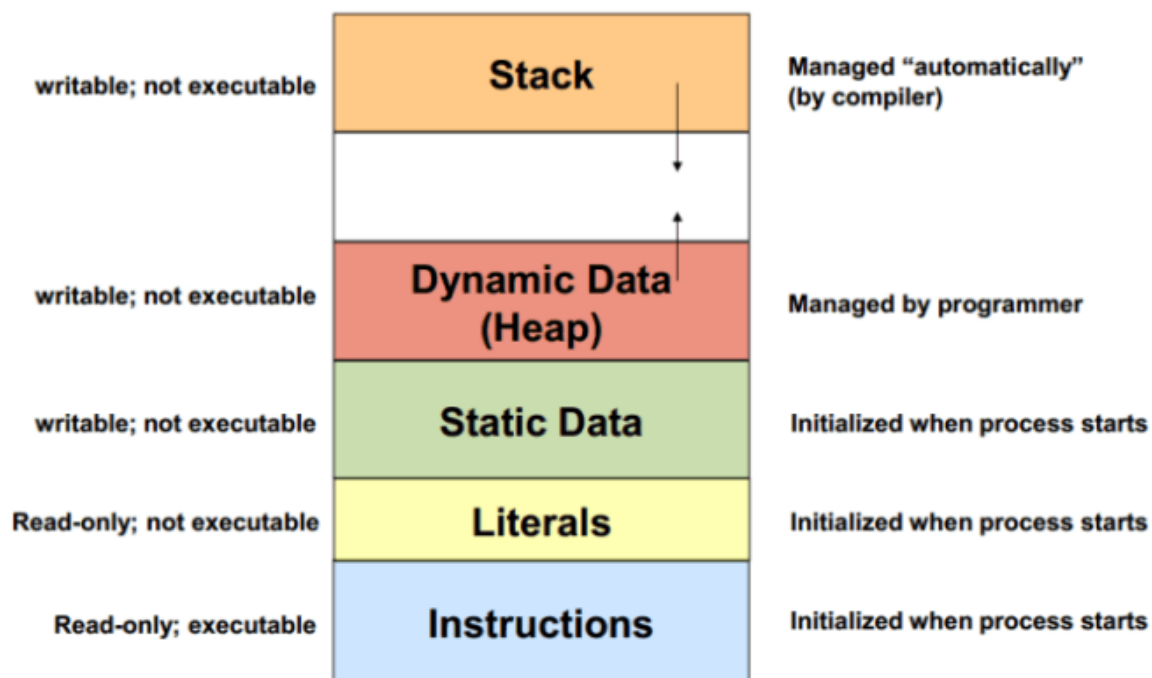 writable; not executable
Stack
Managed “automatically”
(by compiler)
writable; not executable
Dynamic Data
(Heap)
Managed by programmer
writable; not executable
Static Data
Initialized when process starts
Read-only; not executable
Literals
Initialized when process starts
Read-only; executable
Instructions
Initialized when process starts